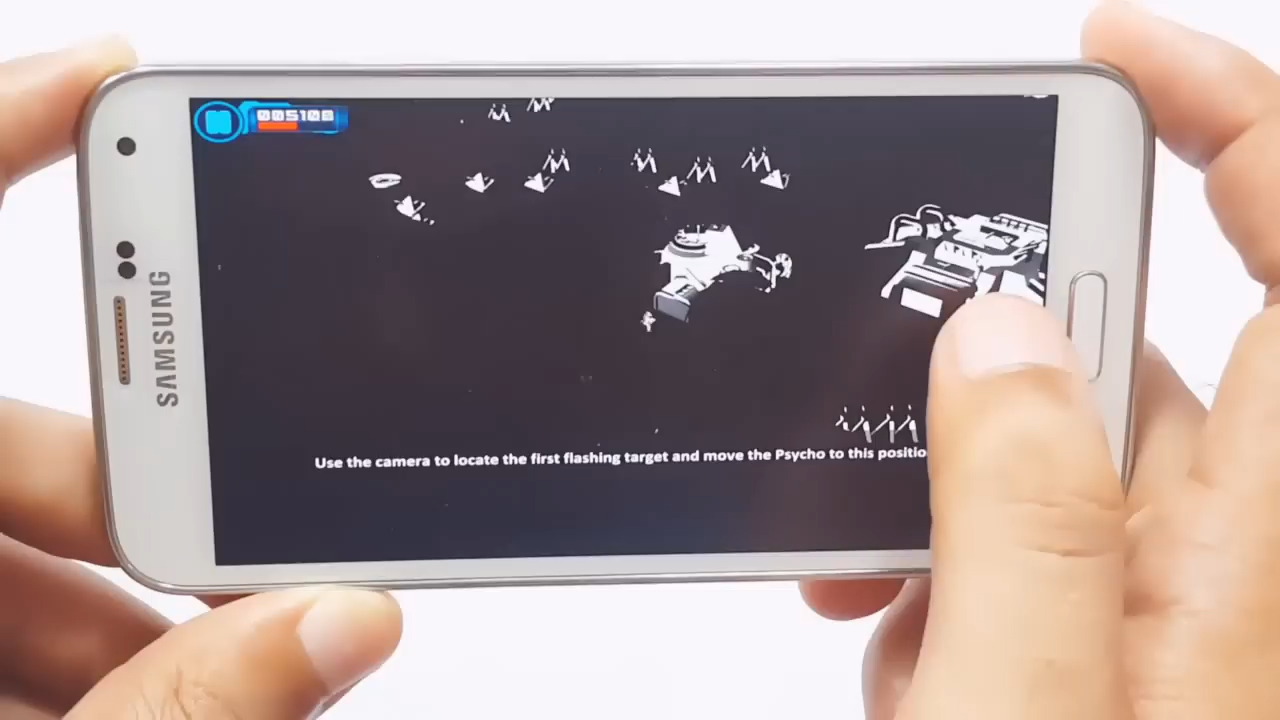 005100
SAMSUNG
Use the camera to locate the first flashing target and move the Psycho to this positio